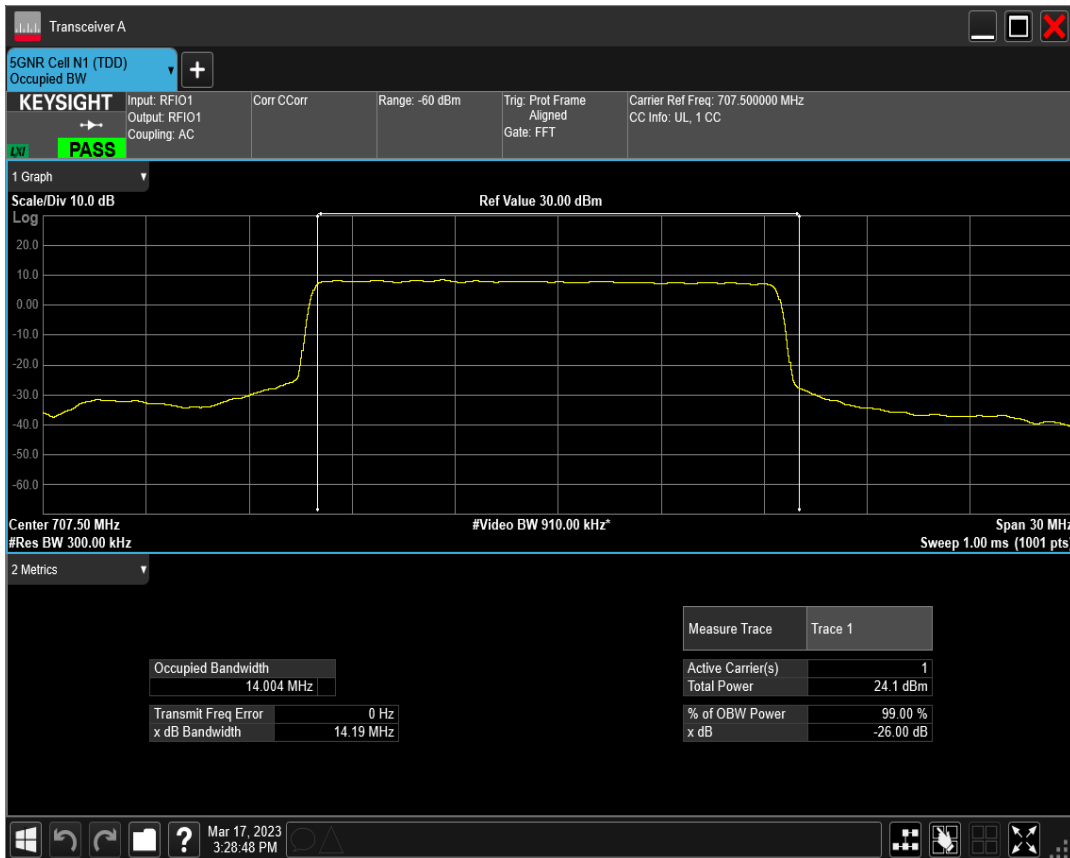 Transceiver A
5GNR Cell N1 (TDD)
Occupied BW
+
KEYSIGHT
LXI
PASS
Input: RFIO1
Output: RFIO1
Coupling: AC
Corr CCorr
Range: -60 dBm
Trig: Prot Frame
Aligned
Gate: FFT
Carrier Ref Freq: 707.500000 MHz
CC Info: UL, 1 CC
1 Graph
Scale/Div 10.0 dB
Ref Value 30.00 dBm
Log
20.0
10.0
0.00
-10.0
-20.0
-30.0
-40.0
-50.0
-60.0
Center 707.50 MHz
#Video BW 910.00 kHz*
Span 30 MHz
#Res BW 300.00 kHz
Sweep 1.00 ms (1001 pts)
2 Metrics
Measure Trace Trace 1
Occupied Bandwidth
14.004 MHz
Active Carrier(s) 1
Total Power 24.1 dBm
Transmit Freq Error 0 Hz
x dB Bandwidth 14.19 MHz
% of OBW Power 99.00 %
x dB -26.00 dB
?
Mar 17, 2023
3:28:48 PM